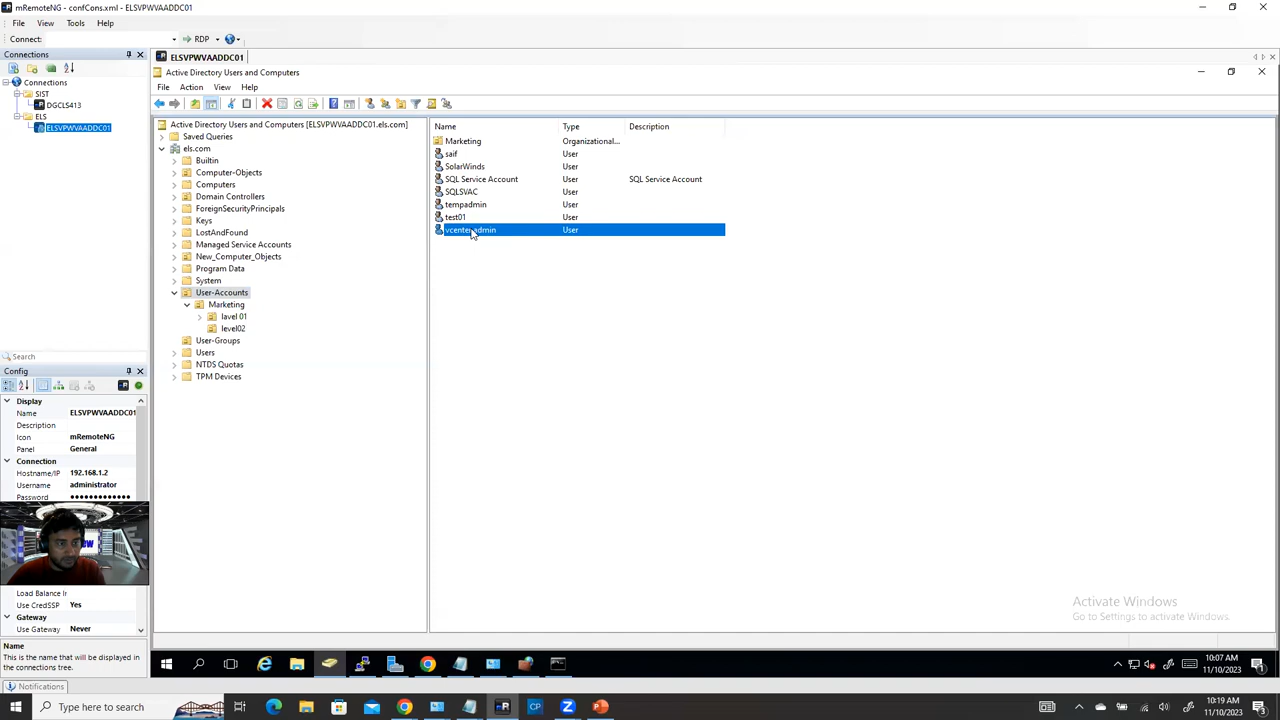 mRemoteNG - confCons.xml - ELSVPWVAADDC01
File View Tools Help
Connect: RDP
Connections
ELSVPWVAADDC01
Active Directory Users and Computers
File Action View Help
Connections
SIST
DGCLS413
ELS
ELSVPWVAADDC01
Active Directory Users and Computers [ELSVPWVAADDC01.els.com]
Saved Queries
els.com
Builtin
Computer-Objects
Computers
Domain Controllers
ForeignSecurityPrincipals
Keys
LostAndFound
Managed Service Accounts
New_Computer_Objects
Program Data
System
User-Accounts
Marketing
lavel 01
level02
User-Groups
Users
NTDS Quotas
TPM Devices
Name Type Description
Marketing Organizational...
saif User
SolarWinds User
SQL Service Account User SQL Service Account
SQLSVAC User
tempadmin User
test01 User
vcenteradmin User
Search
Config
Display
Name ELSVPWVAADDC01
Description
Icon mRemoteNG
Panel General
Connection
Hostname/IP 192.168.1.2
Username administrator
Password ●●●●●●●●●●●●●
Load Balance Ir
Use CredSSP Yes
Gateway
Use Gateway Never
Name
This is the name that will be displayed in
the connections tree.
Notifications
Activate Windows
Go to Settings to activate Windows.
10:07 AM
11/10/2023
Type here to search
10:19 AM
11/10/2023